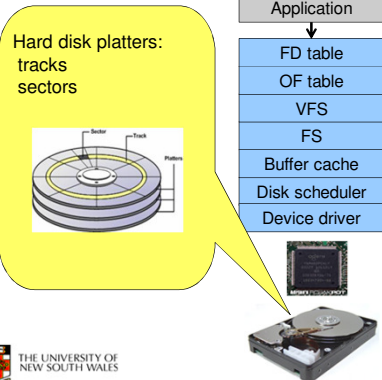 Hard disk platters:
tracks
sectors
Sector
Track
Platters
Application
FD table
OF table
VFS
FS
Buffer cache
Disk scheduler
Device driver
THE UNIVERSITY OF
NEW SOUTH WALES